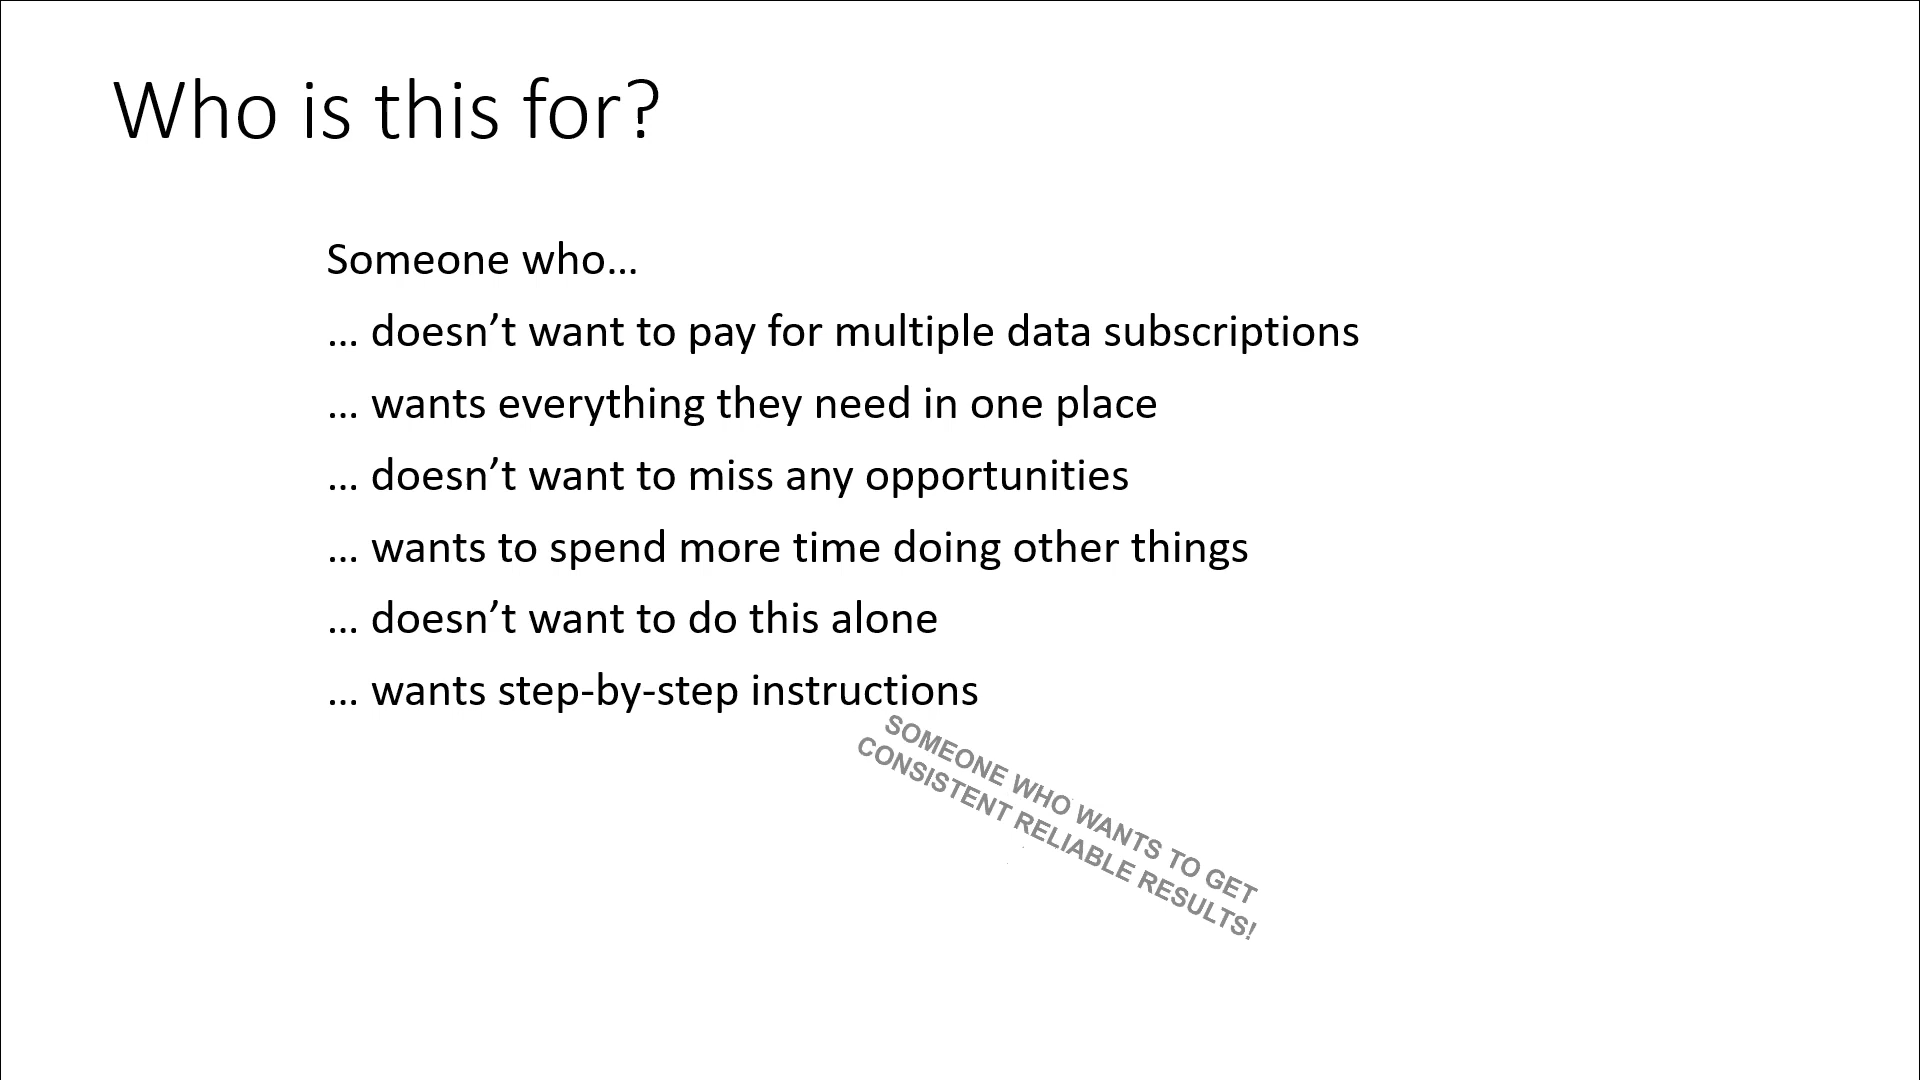 Who is this for?
Someone who…
… doesn’t want to pay for multiple data subscriptions
… wants everything they need in one place
… doesn’t want to miss any opportunities
… wants to spend more time doing other things
… doesn’t want to do this alone
… wants step-by-step instructions
SOMEONE WHO WANTS TO GET
CONSISTENT RELIABLE RESULTS!